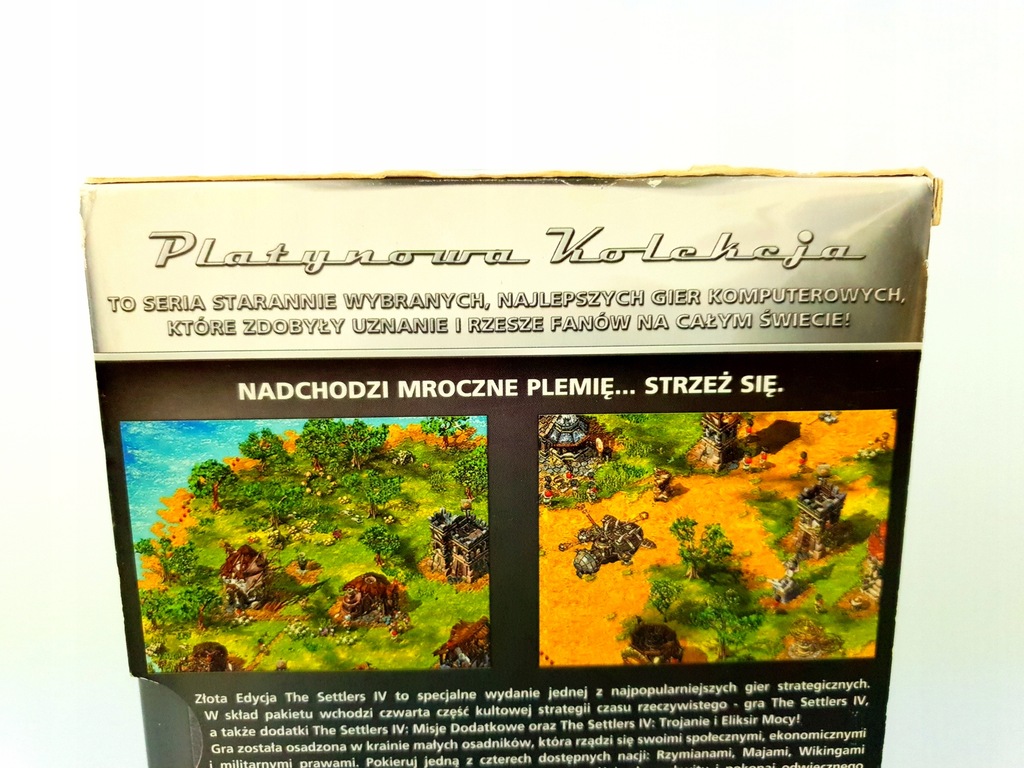 Platynowa Kolekcja
TO SERIA STARANNIE WYBRANYCH, NAJLEPSZYCH GIER KOMPUTEROWYCH,
KTÓRE ZDOBYŁY UZNANIE I RZESZE FANÓW NA CAŁYM ŚWIECIE!
NADCHODZI MROCZNE PLEMIĘ... STRZEŻ SIĘ.
Złota Edycja The Settlers IV to specjalne wydanie jednej z najpopularniejszych gier strategicznych.
W skład pakietu wchodzi czwarta część kultowej strategii czasu rzeczywistego - gra The Settlers IV,
a także dodatki The Settlers IV: Misje Dodatkowe oraz The Settlers IV: Trojanie i Eliksir Mocy!
Gra została osadzona w krainie małych osadników, która rządzi się swoimi społecznymi, ekonomicznymi
i militarnymi prawami. Pokieruj jedną z czterech dostępnych nacji: Rzymianami, Majami, Wikingami
i pokonaj odwiecznego